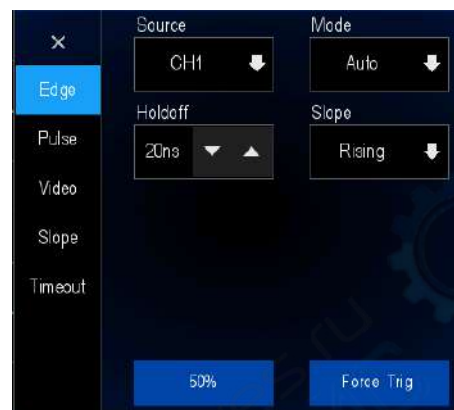 ×
Edge
Pulse
Video
Slope
Timeout
Source Mode
CH1 Auto
Holdoff Slope
20ns Rising
50% Force Trig